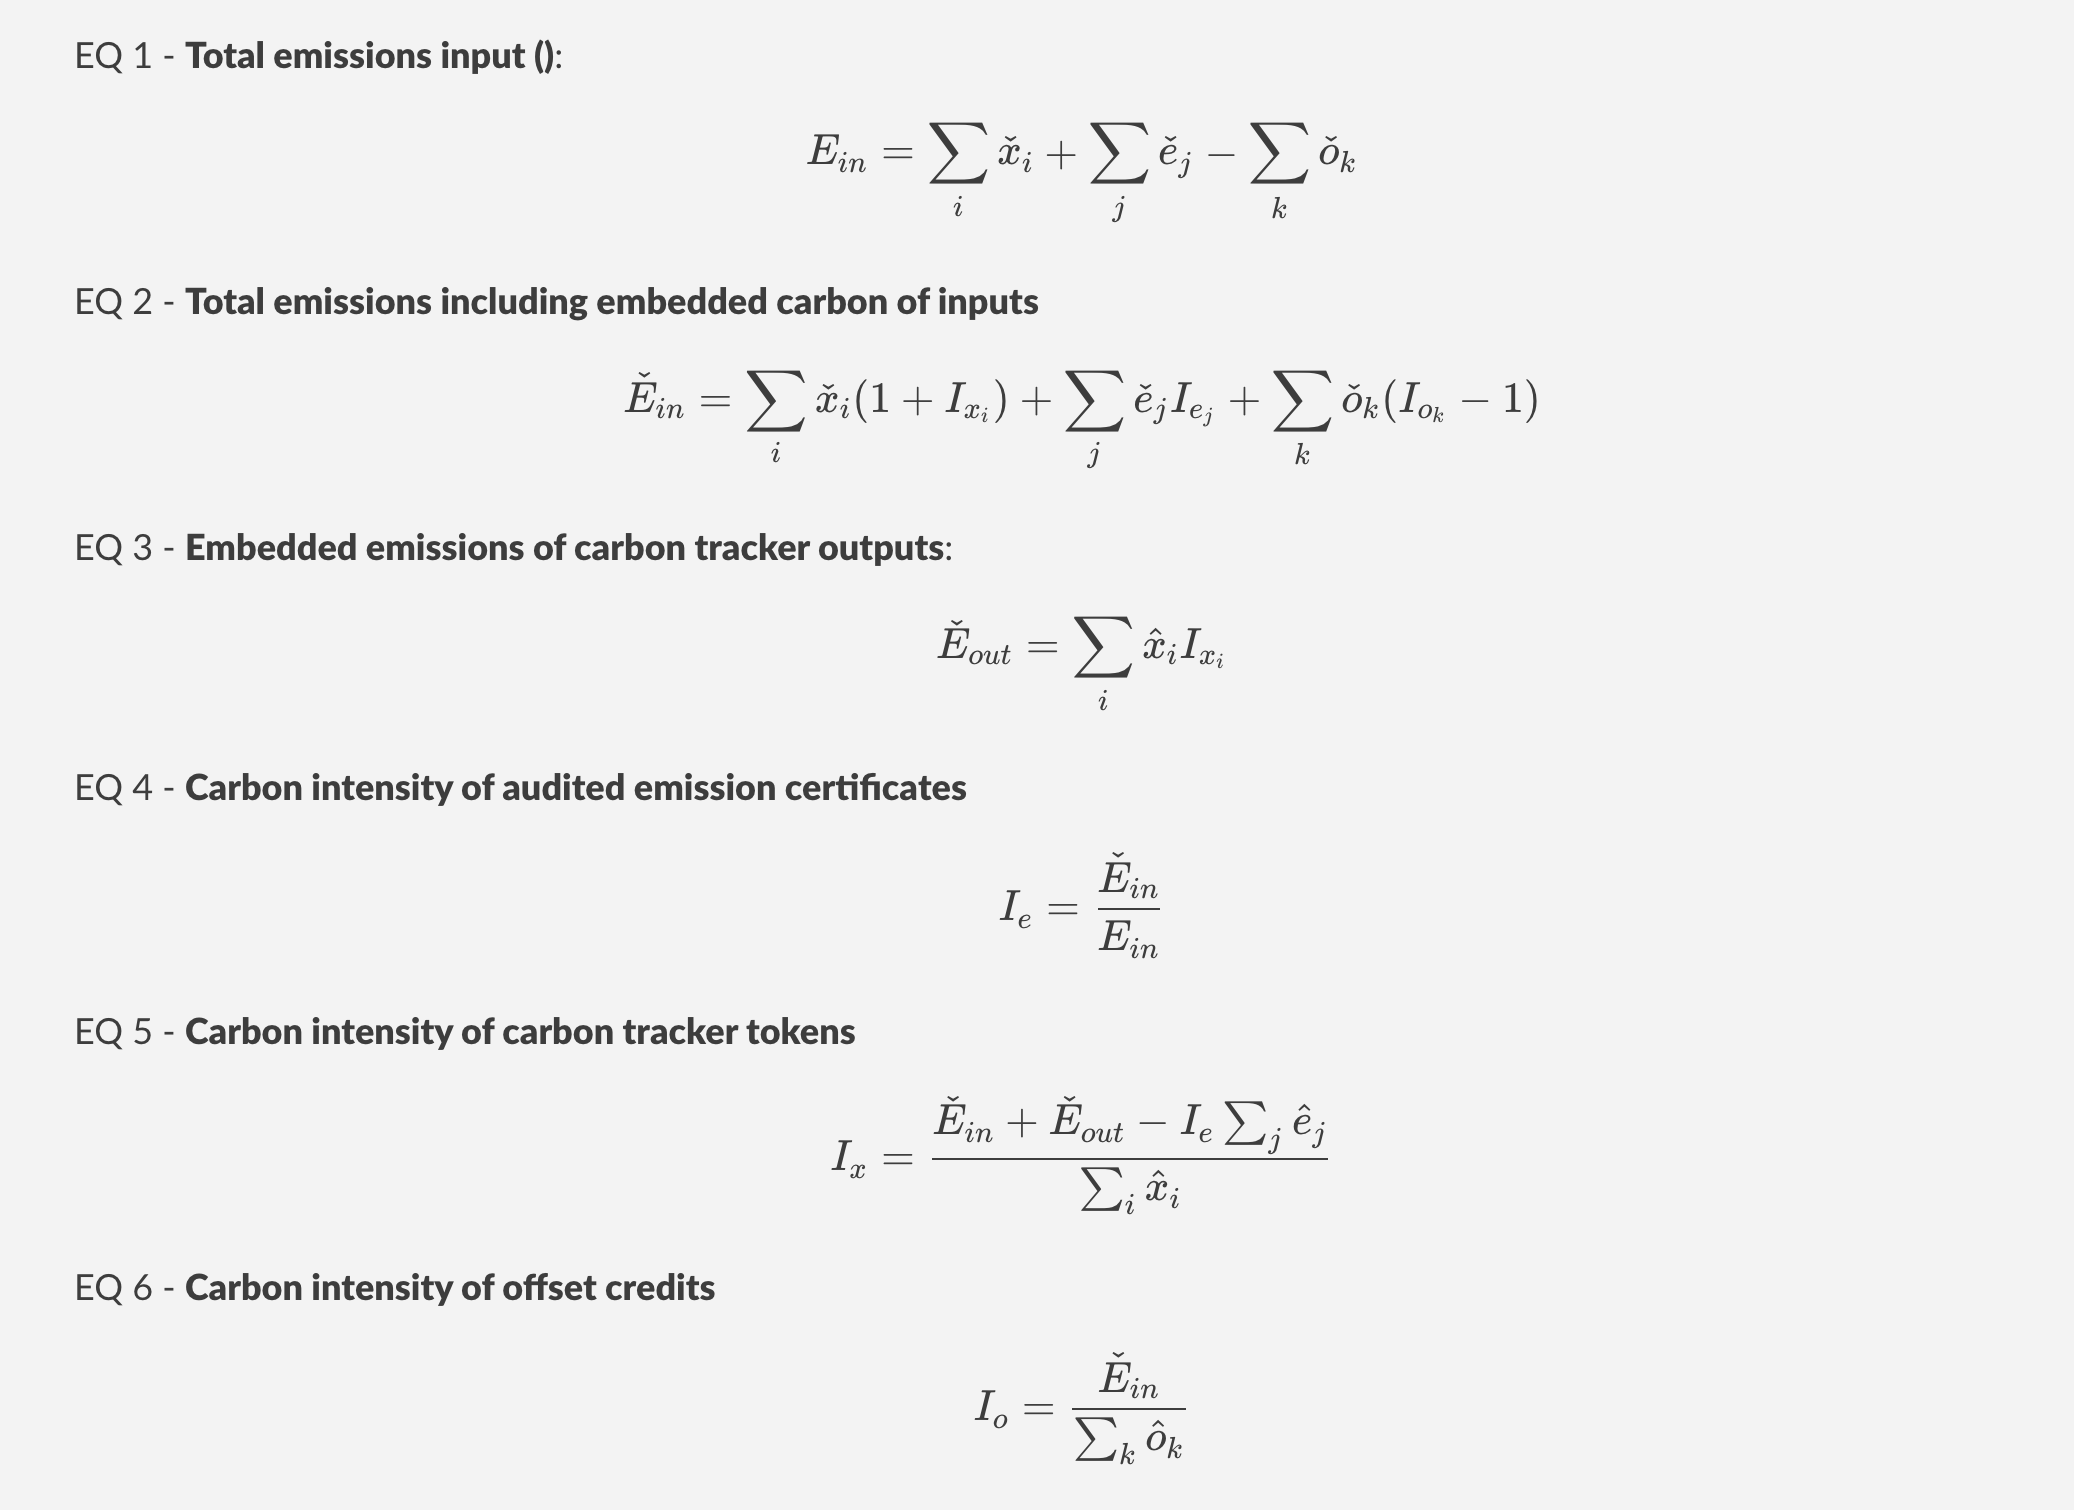 EQ 1 - Total emissions input ():
$E_{in} = \sum_i \check{x}_i + \sum_j \check{e}_j - \sum_k \check{o}_k$
EQ 2 - Total emissions including embedded carbon of inputs
$\check{E}_{in} = \sum_i \check{x}_i (1 + I_{x_i}) + \sum_j \check{e}_j I_{e_j} + \sum_k \check{o}_k (I_{o_k} - 1)$
EQ 3 - Embedded emissions of carbon tracker outputs:
$\check{E}_{out} = \sum_i \hat{x}_i I_{x_i}$
EQ 4 - Carbon intensity of audited emission certificates
$I_e = \frac{\check{E}_{in}}{E_{in}}$
EQ 5 - Carbon intensity of carbon tracker tokens
$I_x = \frac{\check{E}_{in} + \check{E}_{out} - I_e \sum_j \hat{e}_j}{\sum_i \hat{x}_i}$
EQ 6 - Carbon intensity of offset credits
$I_o = \frac{\check{E}_{in}}{\sum_k \hat{o}_k}$